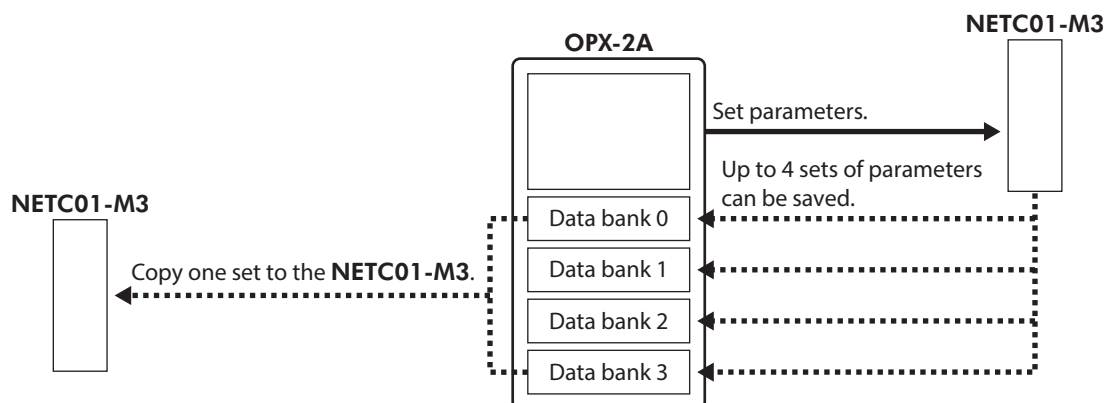 NETC01-M3
OPX-2A
Set parameters.
Up to 4 sets of parameters
can be saved.
NETC01-M3
Data bank 0
Copy one set to the NETC01-M3.
Data bank 1
Data bank 2
Data bank 3